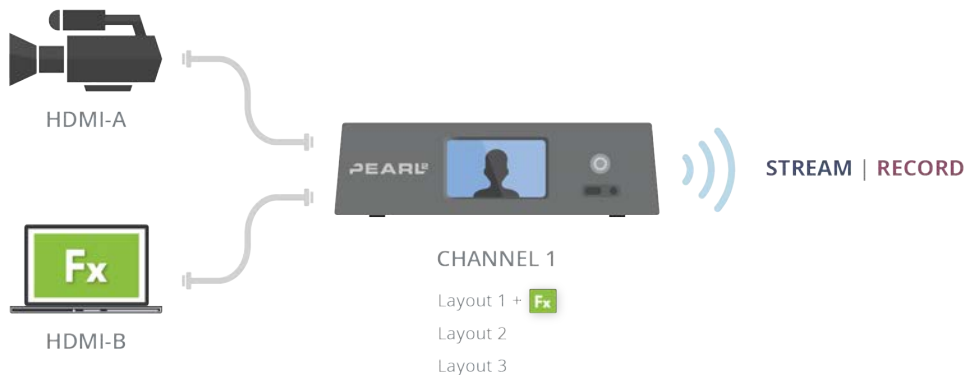 HDMI-A
PEARL2
STREAM | RECORD
Fx
CHANNEL 1
HDMI-B
Layout 1 + Fx
Layout 2
Layout 3